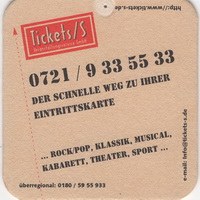 http://www.tickets-s.de
Tickets/S
0721 / 9 33 55 33
DER SCHNELLE WEG ZU IHRER
EINTRITTSKARTE
... ROCK/POP, KLASSIK, MUSICAL,
KABARETT, THEATER, SPORT ...
e-mail: info@tickets-s.de
überregional: 0180 / 59 55 933